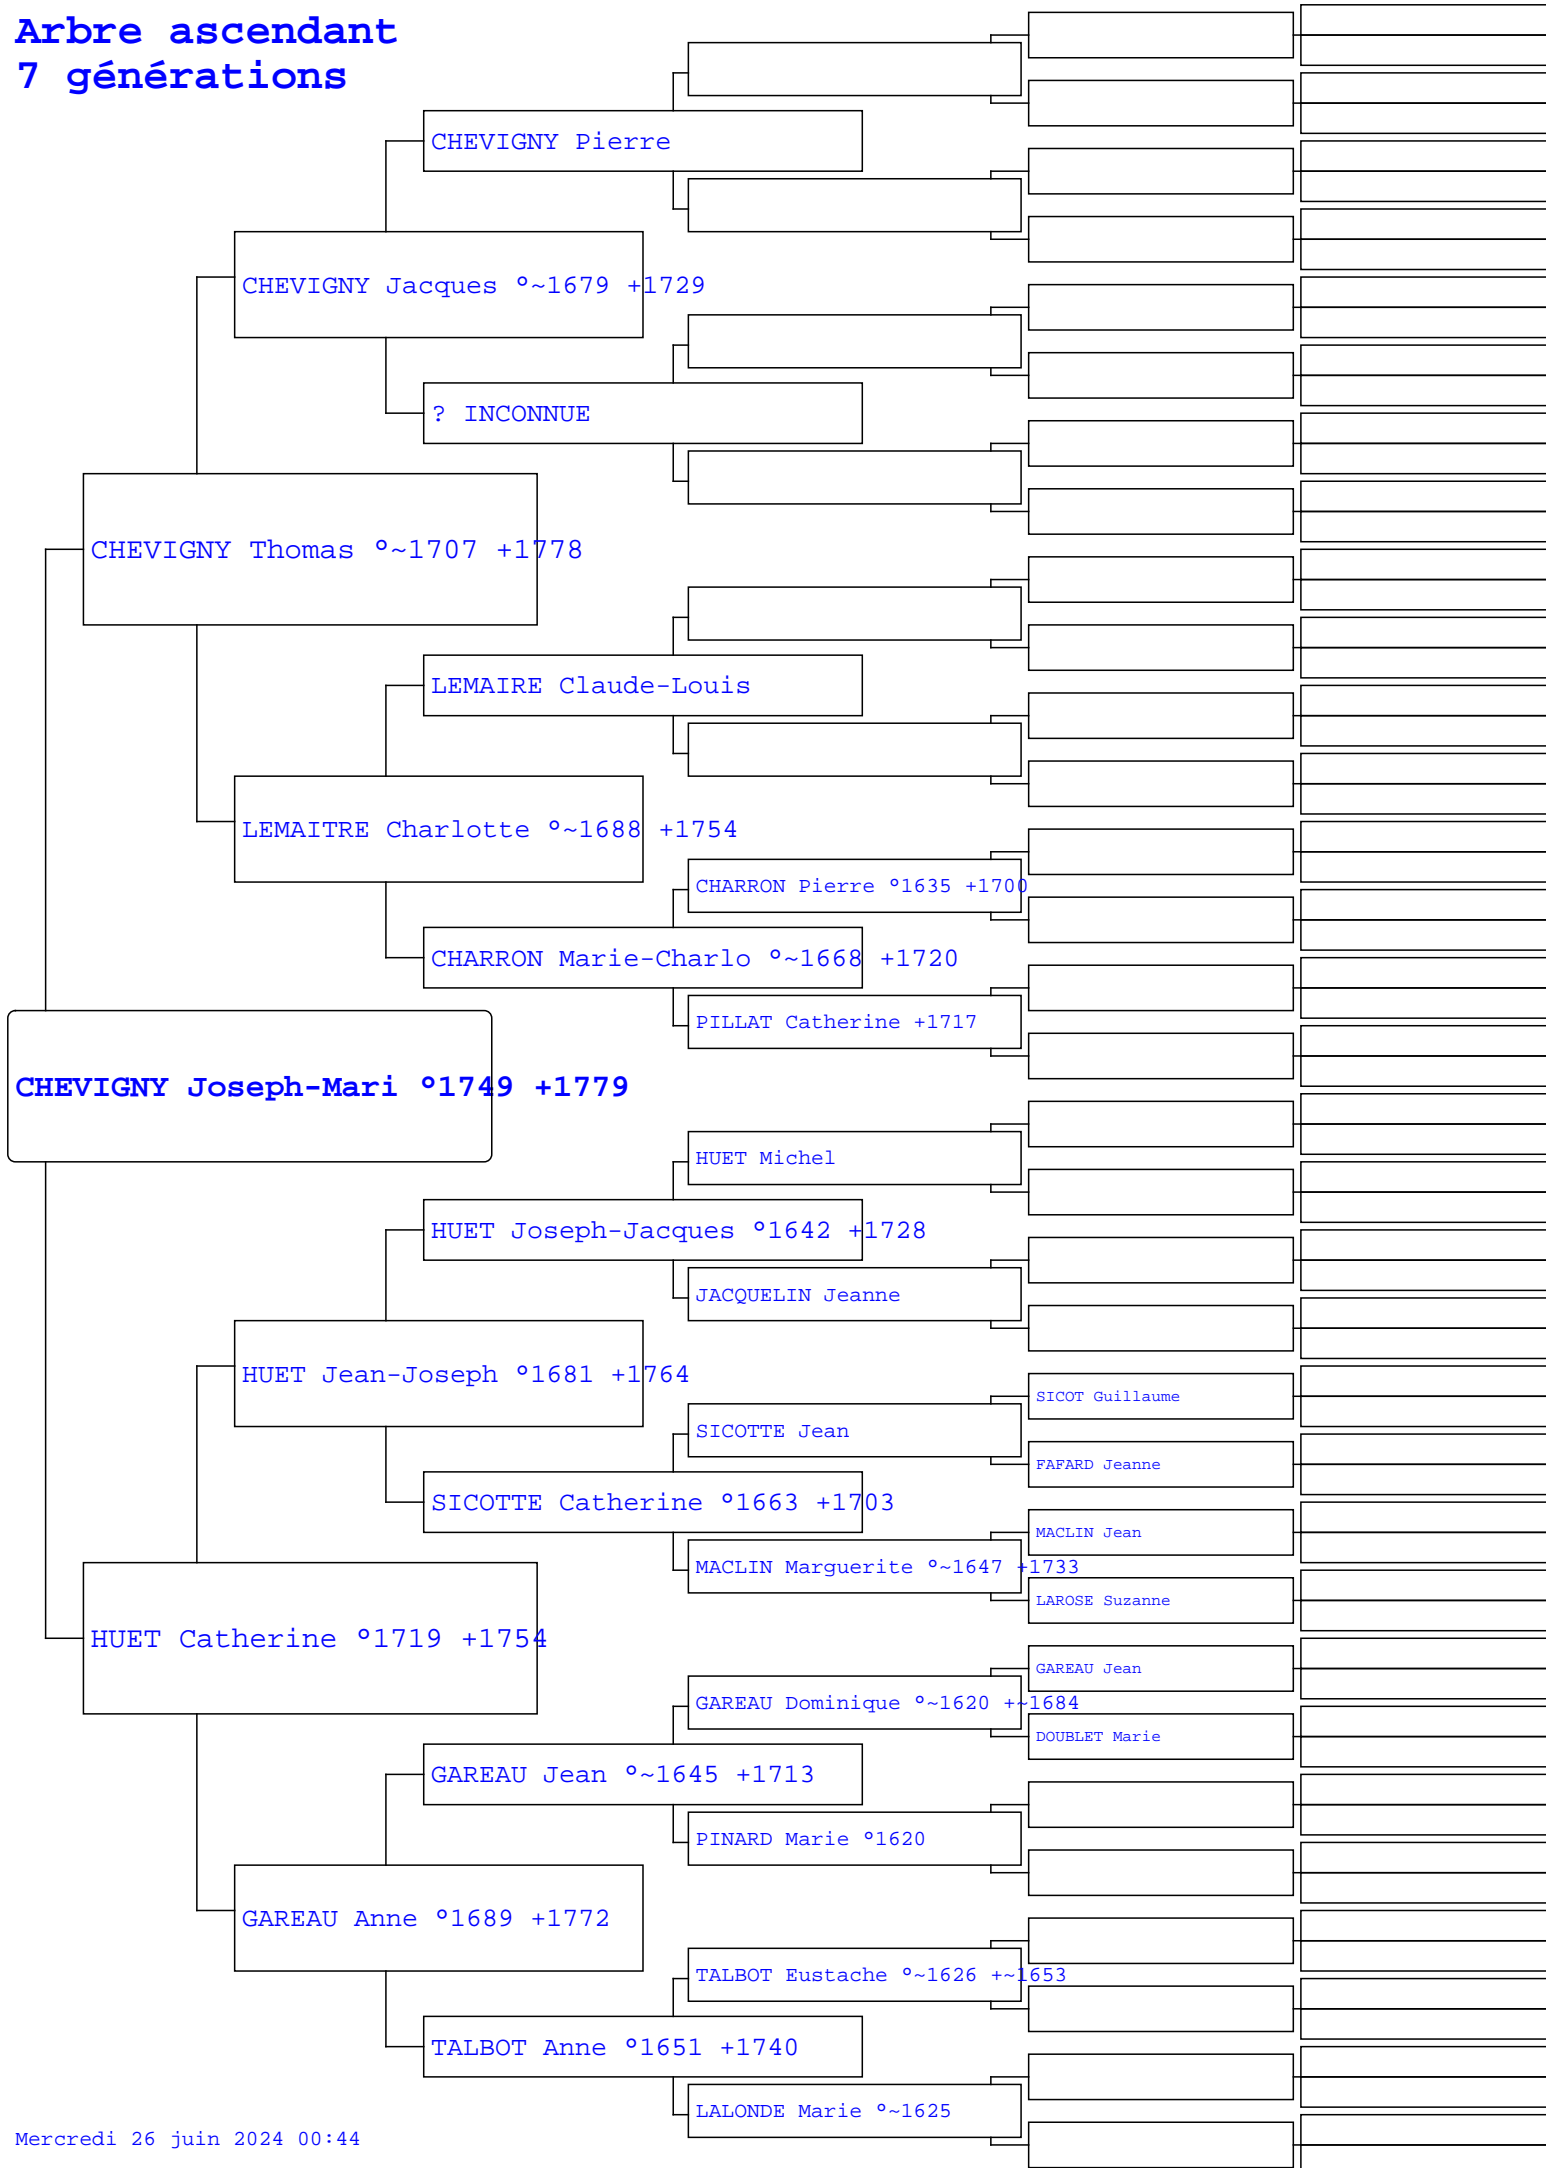 Arbre ascendant
7 générations
CHEVIGNY Pierre
CHEVIGNY Jacques °~1679 +1729
? INCONNUE
CHEVIGNY Thomas °~1707 +1778
LEMAIRE Claude-Louis
LEMAITRE Charlotte °~1688 +1754
CHARRON Pierre °1635 +1700
CHARRON Marie-Charlo °~1668 +1720
PILLAT Catherine +1717
CHEVIGNY Joseph-Mari °1749 +1779
HUET Michel
HUET Joseph-Jacques °1642 +1728
JACQUELIN Jeanne
HUET Jean-Joseph °1681 +1764
SICOT Guillaume
SICOTTE Jean
FAFARD Jeanne
SICOTTE Catherine °1663 +1703
MACLIN Jean
MACLIN Marguerite °~1647 +1733
LAROSE Suzanne
HUET Catherine °1719 +1754
GAREAU Jean
GAREAU Dominique °~1620 +~1684
DOUBLET Marie
GAREAU Jean °~1645 +1713
PINARD Marie °1620
GAREAU Anne °1689 +1772
TALBOT Eustache °~1626 +~1653
TALBOT Anne °1651 +1740
LALONDE Marie °~1625
Mercredi 26 juin 2024 00:44